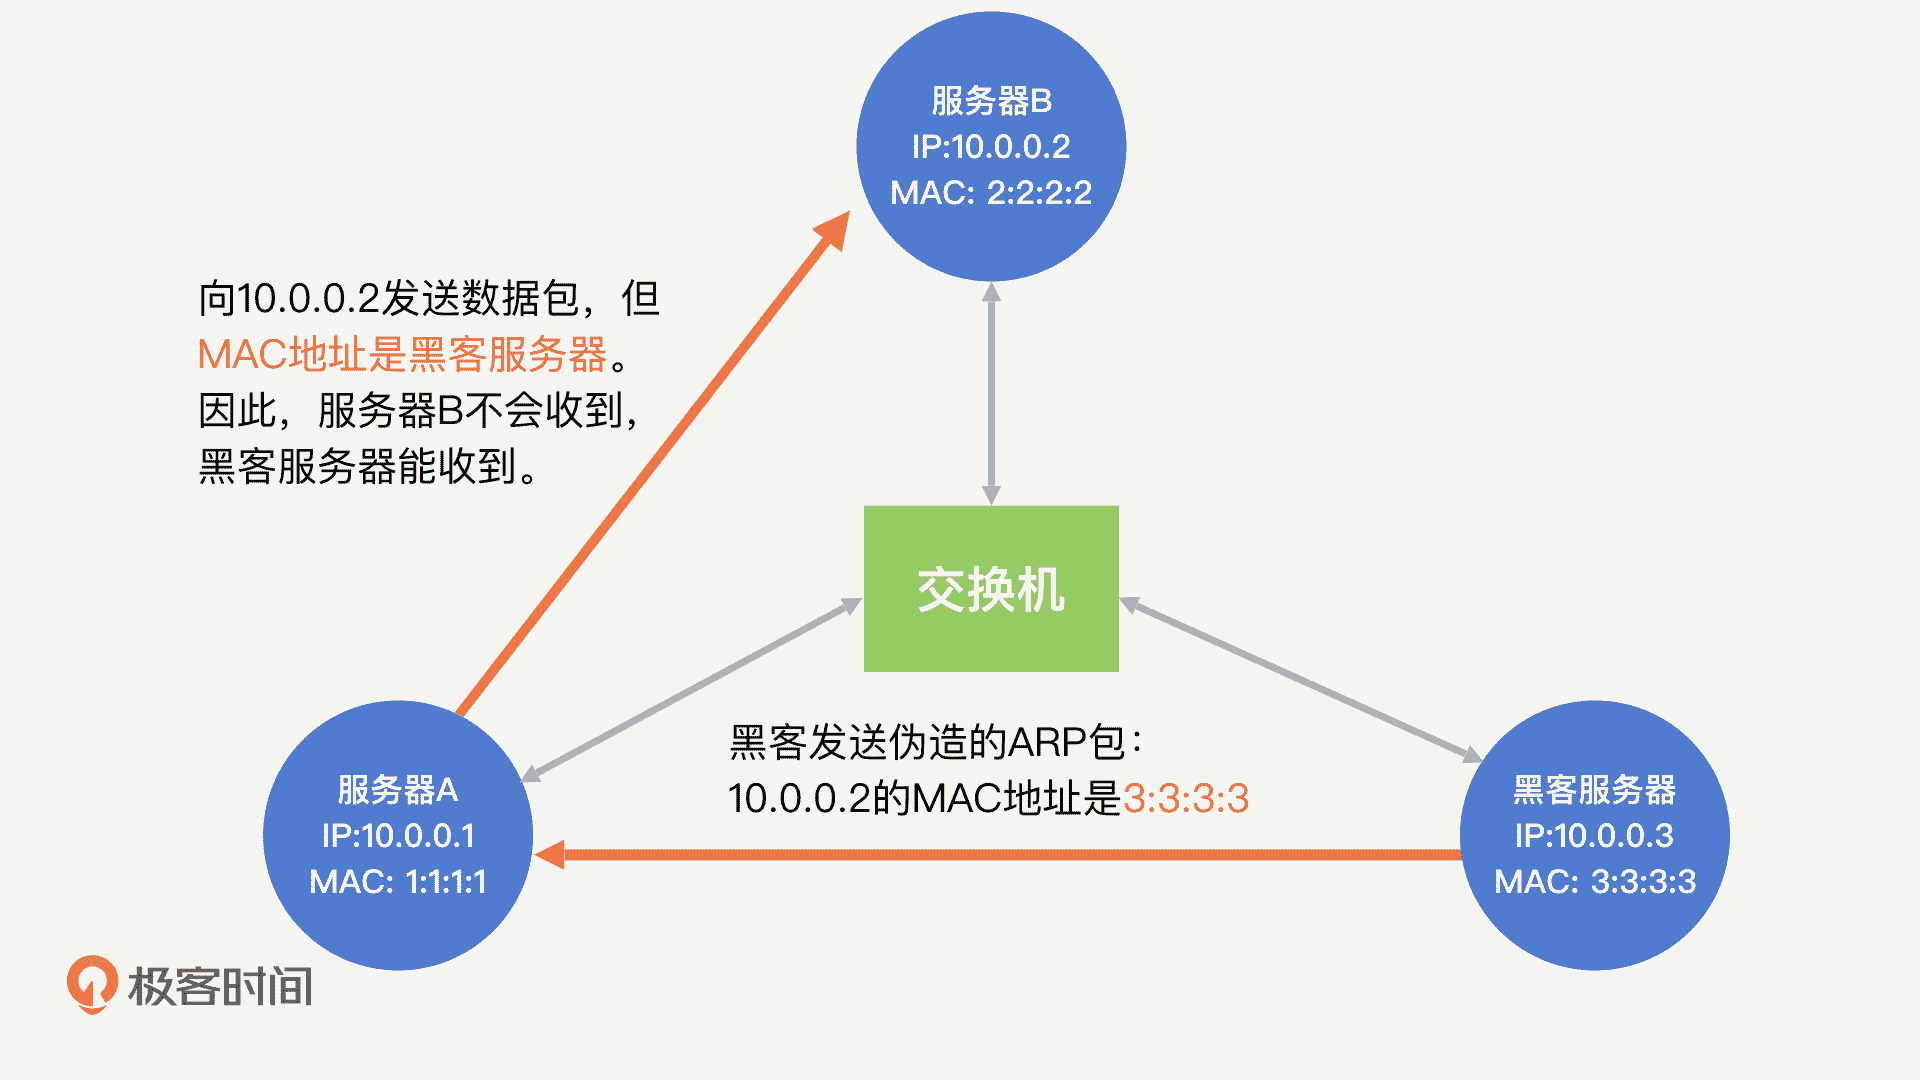 服务器B
IP:10.0.0.2
MAC: 2:2:2:2
向10.0.0.2发送数据包，但
MAC地址是黑客服务器。
因此，服务器B不会收到，
黑客服务器能收到。
交换机
黑客发送伪造的ARP包：
10.0.0.2的MAC地址是3:3:3:3
服务器A
IP:10.0.0.1
MAC: 1:1:1:1
黑客服务器
IP:10.0.0.3
MAC: 3:3:3:3
极客时间